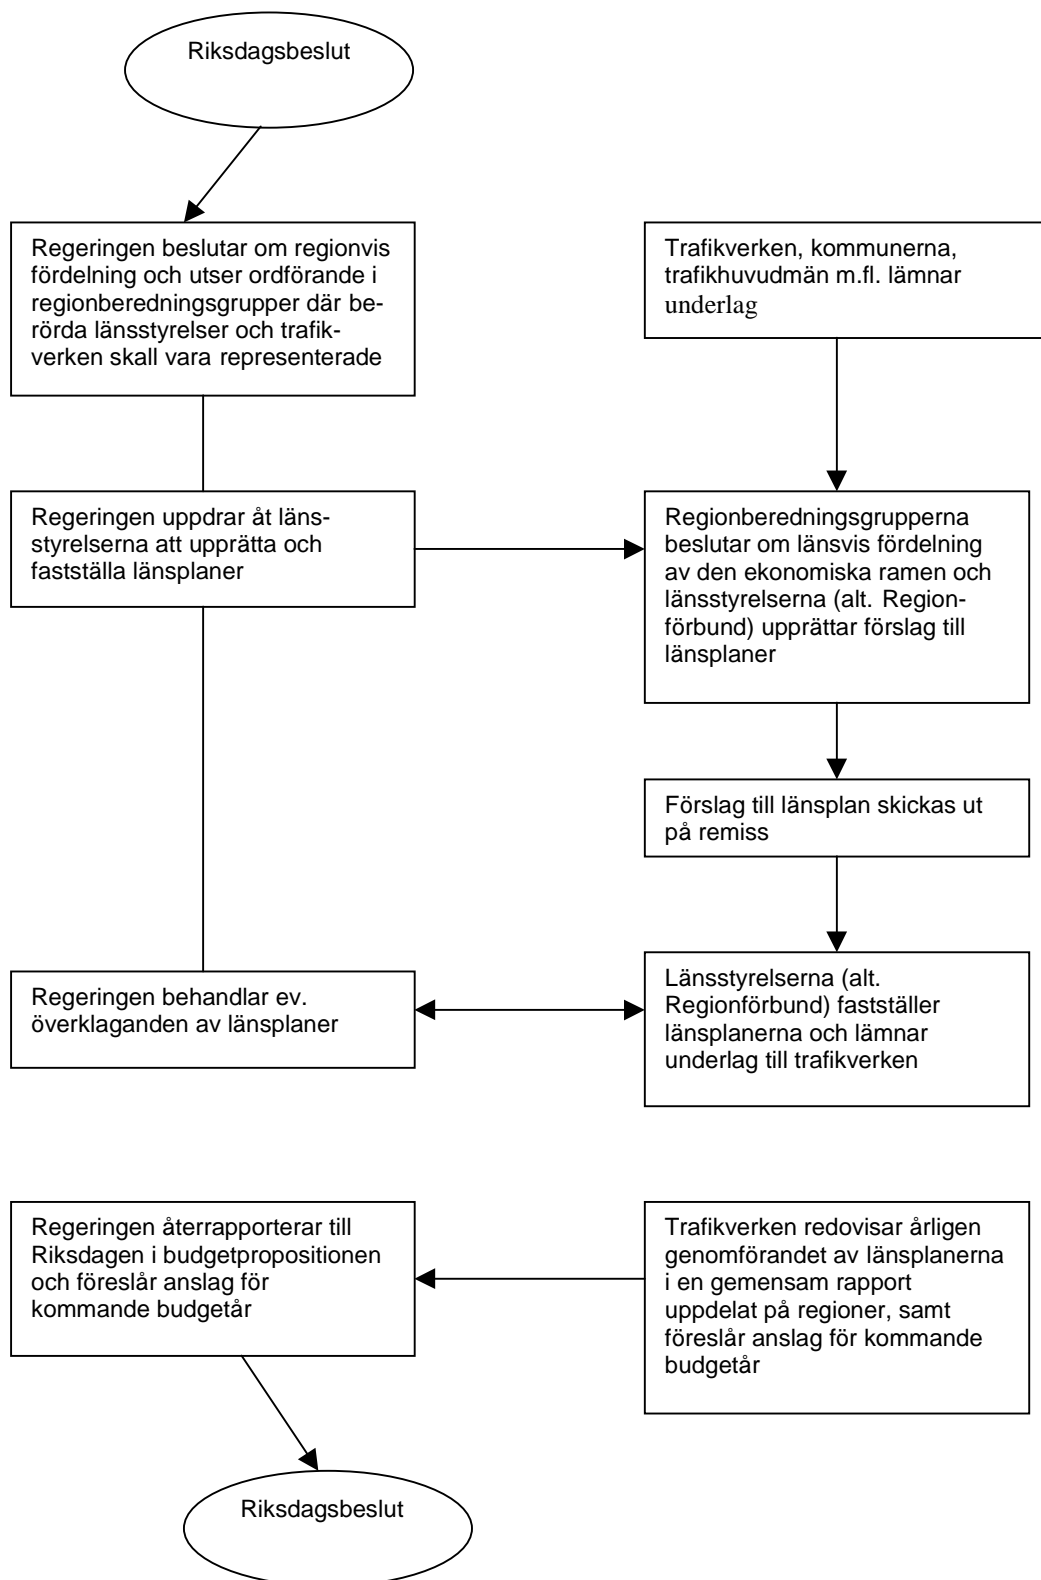 Riksdagsbeslut
Regeringen beslutar om regionvis
fördelning och utser ordförande i
regionberedningsgrupper där be-
rörda länsstyrelser och trafik-
verken skall vara representerade
Trafikverken, kommunerna,
trafikhuvudmän m.fl. lämnar
underlag
Regeringen uppdrar åt läns-
styrelserna att upprätta och
fastställa länsplaner
Regionberedningsgrupperna
beslutar om länsvis fördelning
av den ekonomiska ramen och
länsstyrelserna (alt. Region-
förbund) upprättar förslag till
länsplaner
Förslag till länsplan skickas ut
på remiss
Regeringen behandlar ev.
överklaganden av länsplaner
Länsstyrelserna (alt.
Regionförbund) fastställer
länsplanerna och lämnar
underlag till trafikverken
Regeringen återrapporterar till
Riksdagen i budgetpropositionen
och föreslår anslag för
kommande budgetår
Trafikverken redovisar årligen
genomförandet av länsplanerna
i en gemensam rapport
uppdelat på regioner, samt
föreslår anslag för kommande
budgetår
Riksdagsbeslut